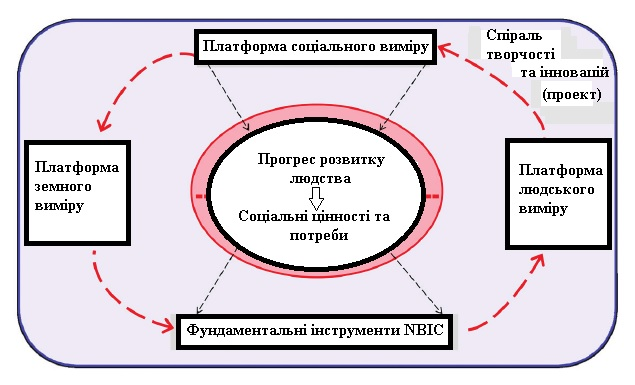 Платформа соціального виміру
Спіраль
творчості
та інновацій
(проект)
Платформа
земного
виміру
Прогрес розвитку
людства
Соціальні цінності та
потреби
Платформа
людського
виміру
Фундаментальні інструменти NBIC